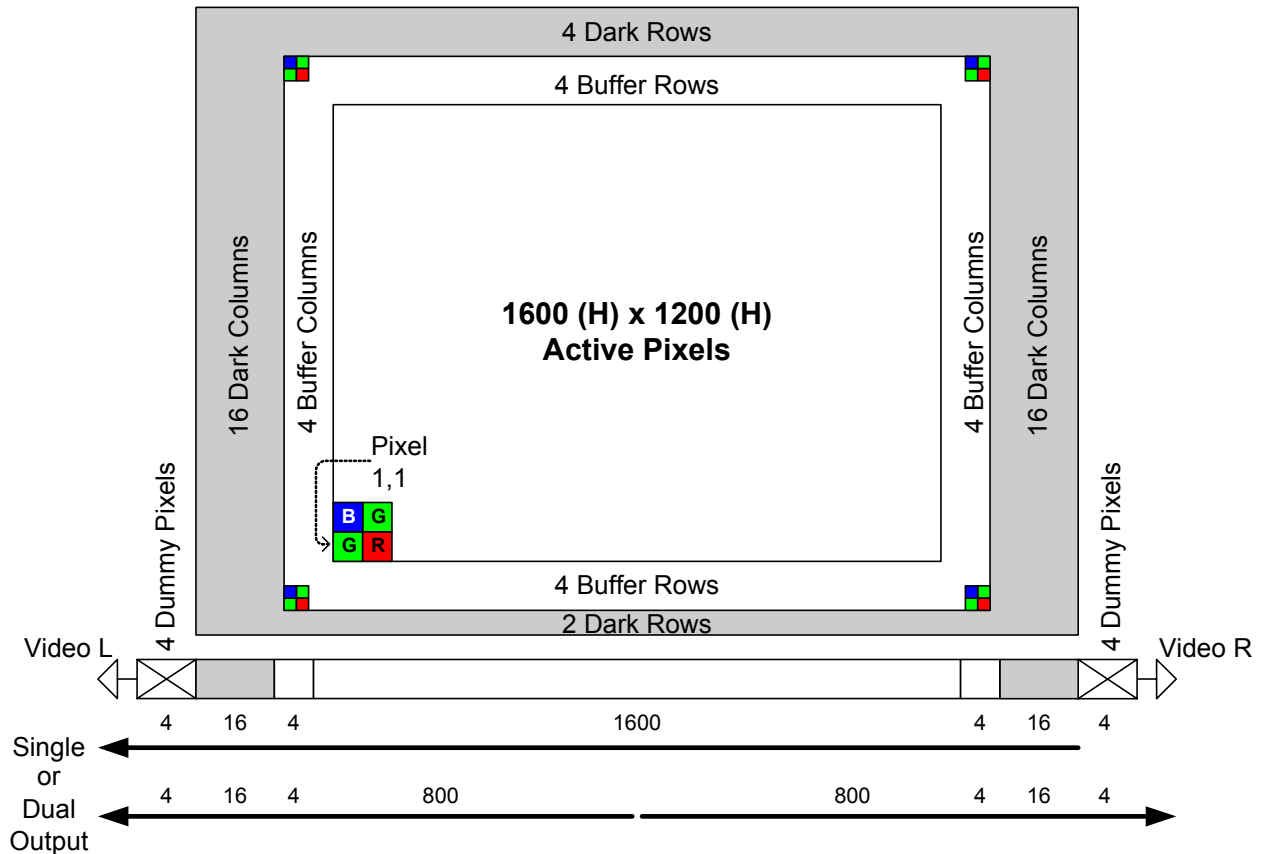 4 Dark Rows
4 Buffer Rows
16 Dark Columns
4 Buffer Columns
1600 (H) x 1200 (H)
Active Pixels
4 Buffer Columns
16 Dark Columns
Pixel
1,1
B G
G R
4 Dummy Pixels
4 Buffer Rows
2 Dark Rows
4 Dummy Pixels
Video L
Video R
4 16 4 1600 4 16 4
Single
or
Dual
Output
4 16 4 800 800 4 16 4